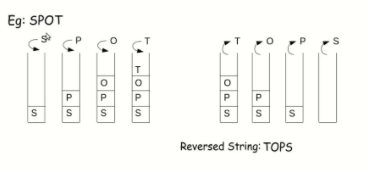 Eg: SPOT
S P O T T O P S
T
O O O
P P P P P
S S S S S S S
Reversed String: TOPS